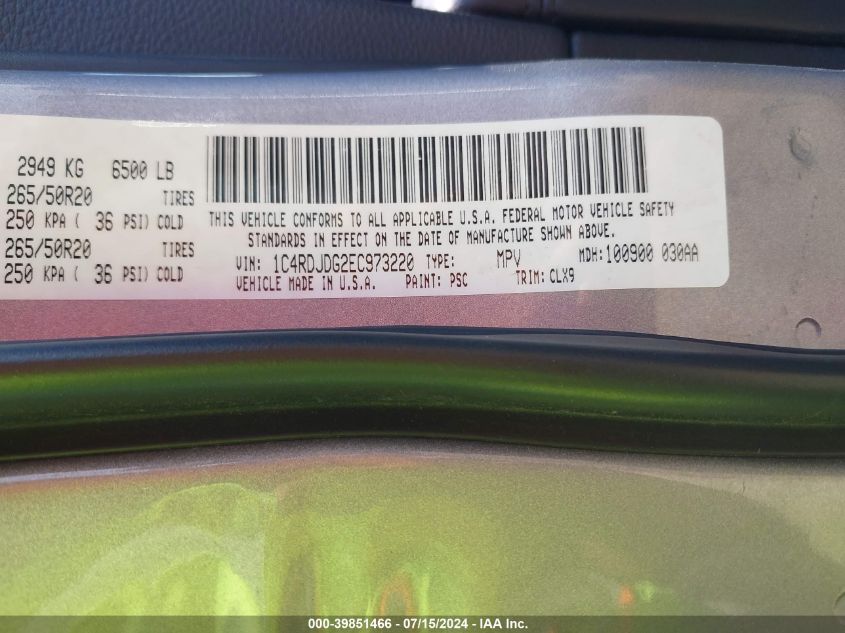 2949 KG 6500 LB
265/50R20 TIRES
250 KPA ( 36 PSI) COLD
265/50R20 TIRES
250 KPA ( 36 PSI) COLD
THIS VEHICLE CONFORMS TO ALL APPLICABLE U.S.A. FEDERAL MOTOR VEHICLE SAFETY
STANDARDS IN EFFECT ON THE DATE OF MANUFACTURE SHOWN ABOVE.
VIN: 1C4RDJDG2EC973220 TYPE: MPV MDH:100900 030AA
VEHICLE MADE IN U.S.A. PAINT: PSC TRIM: CLX9
000-39851466 - 07/15/2024 - IAA Inc.